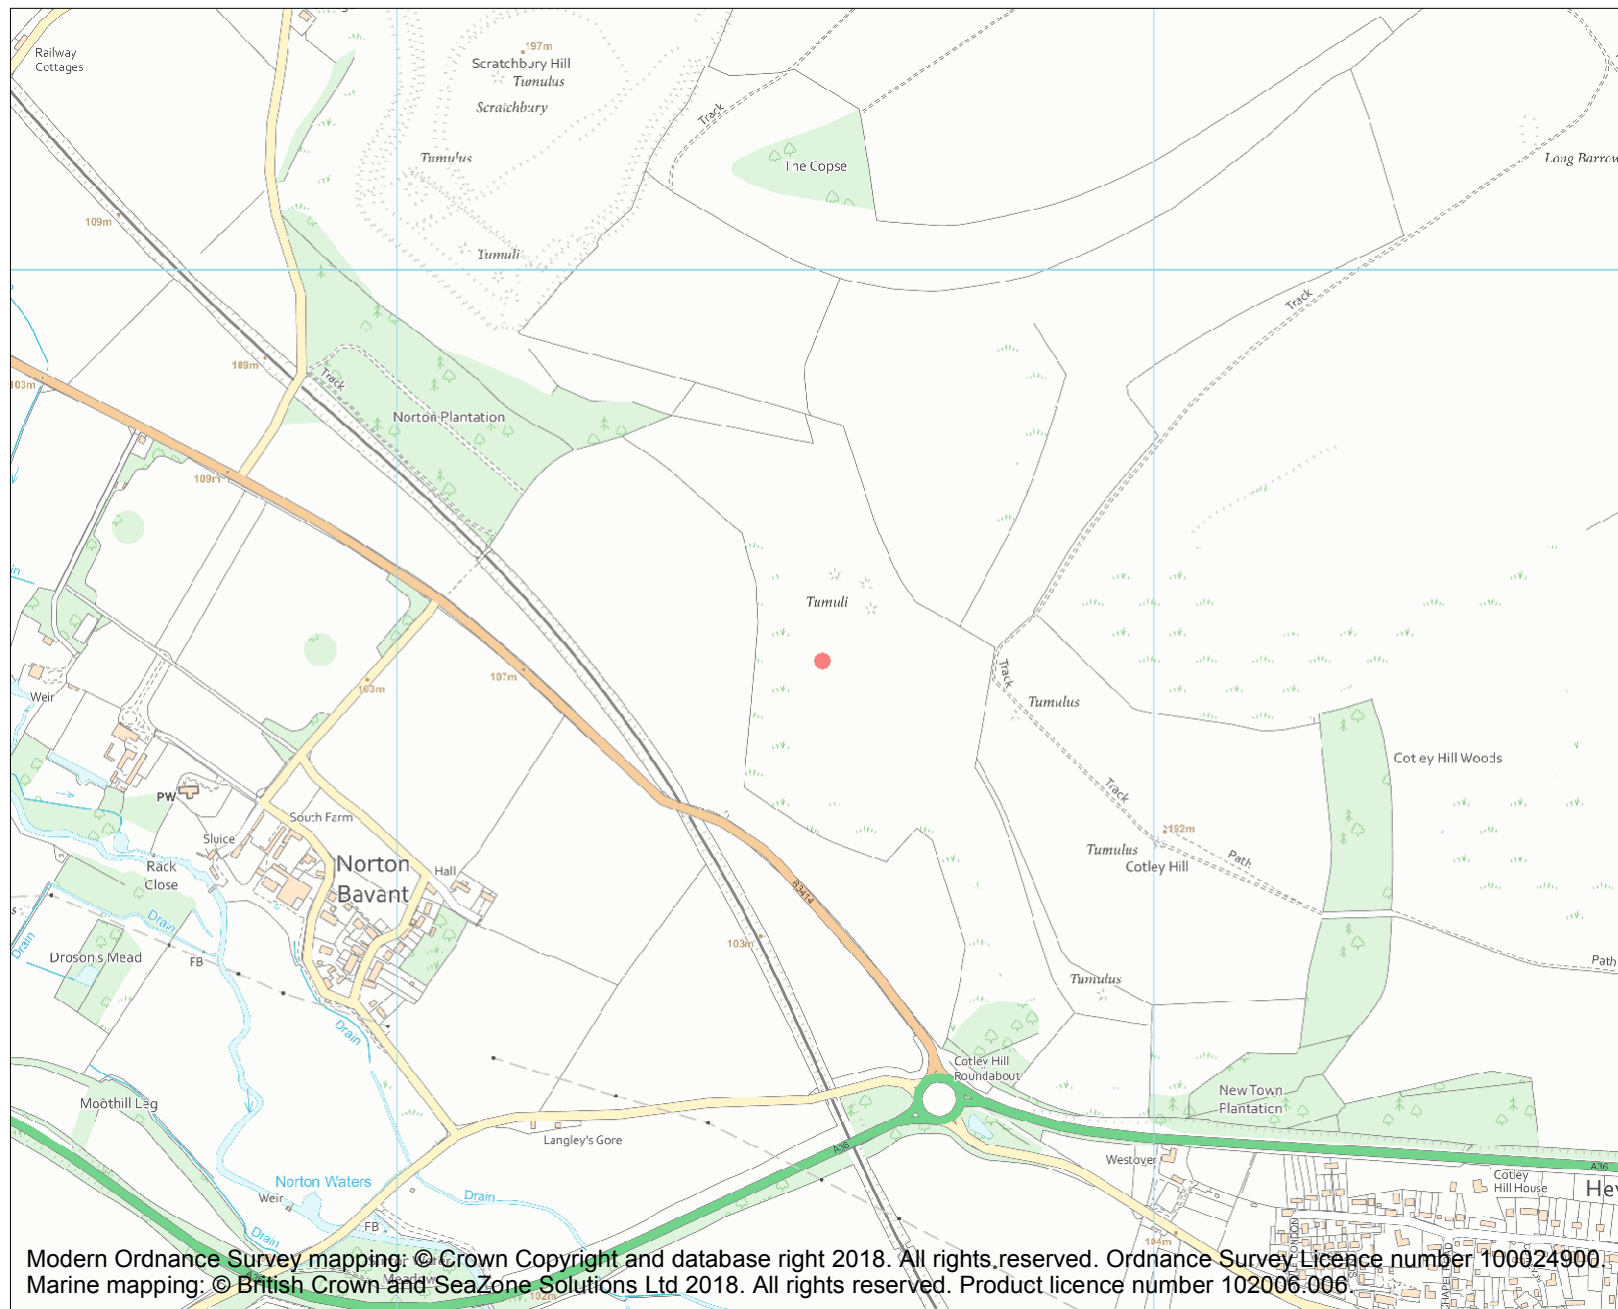 Railway
Cottages
197m
Scratchbury Hill
Tumulus
Scratchbury
Tumulus
Tumuli
Track
The Copse
Long Barrow
109m
Track
109m
103m
Track
Norton Plantation
109m
Tumuli
Weir
103m
107m
Track
Tumulus
Cotley Hill Woods
Track
PW
South Farm
Sluice
192m
Tumulus
Cotley Hill
Path
Rack
Close
Norton
Bavant
Hall
B3414
Drain
Drain
Droson's Mead
FB
103m
Path
Tumulus
Drain
Cotley Hill
Roundabout
Moothill Leg
New Town
Plantation
Langley's Gore
A36
Westover
A36
Cotley
Hill House
Hey
Norton Waters
Weir
Drain
FB
Drain
104m
Modern Ordnance Survey mapping: © Crown Copyright and database right 2018. All rights reserved. Ordnance Survey Licence number 100024900.
Marine mapping: © British Crown and SeaZone Solutions Ltd 2018. All rights reserved. Product licence number 102006.006.
102m